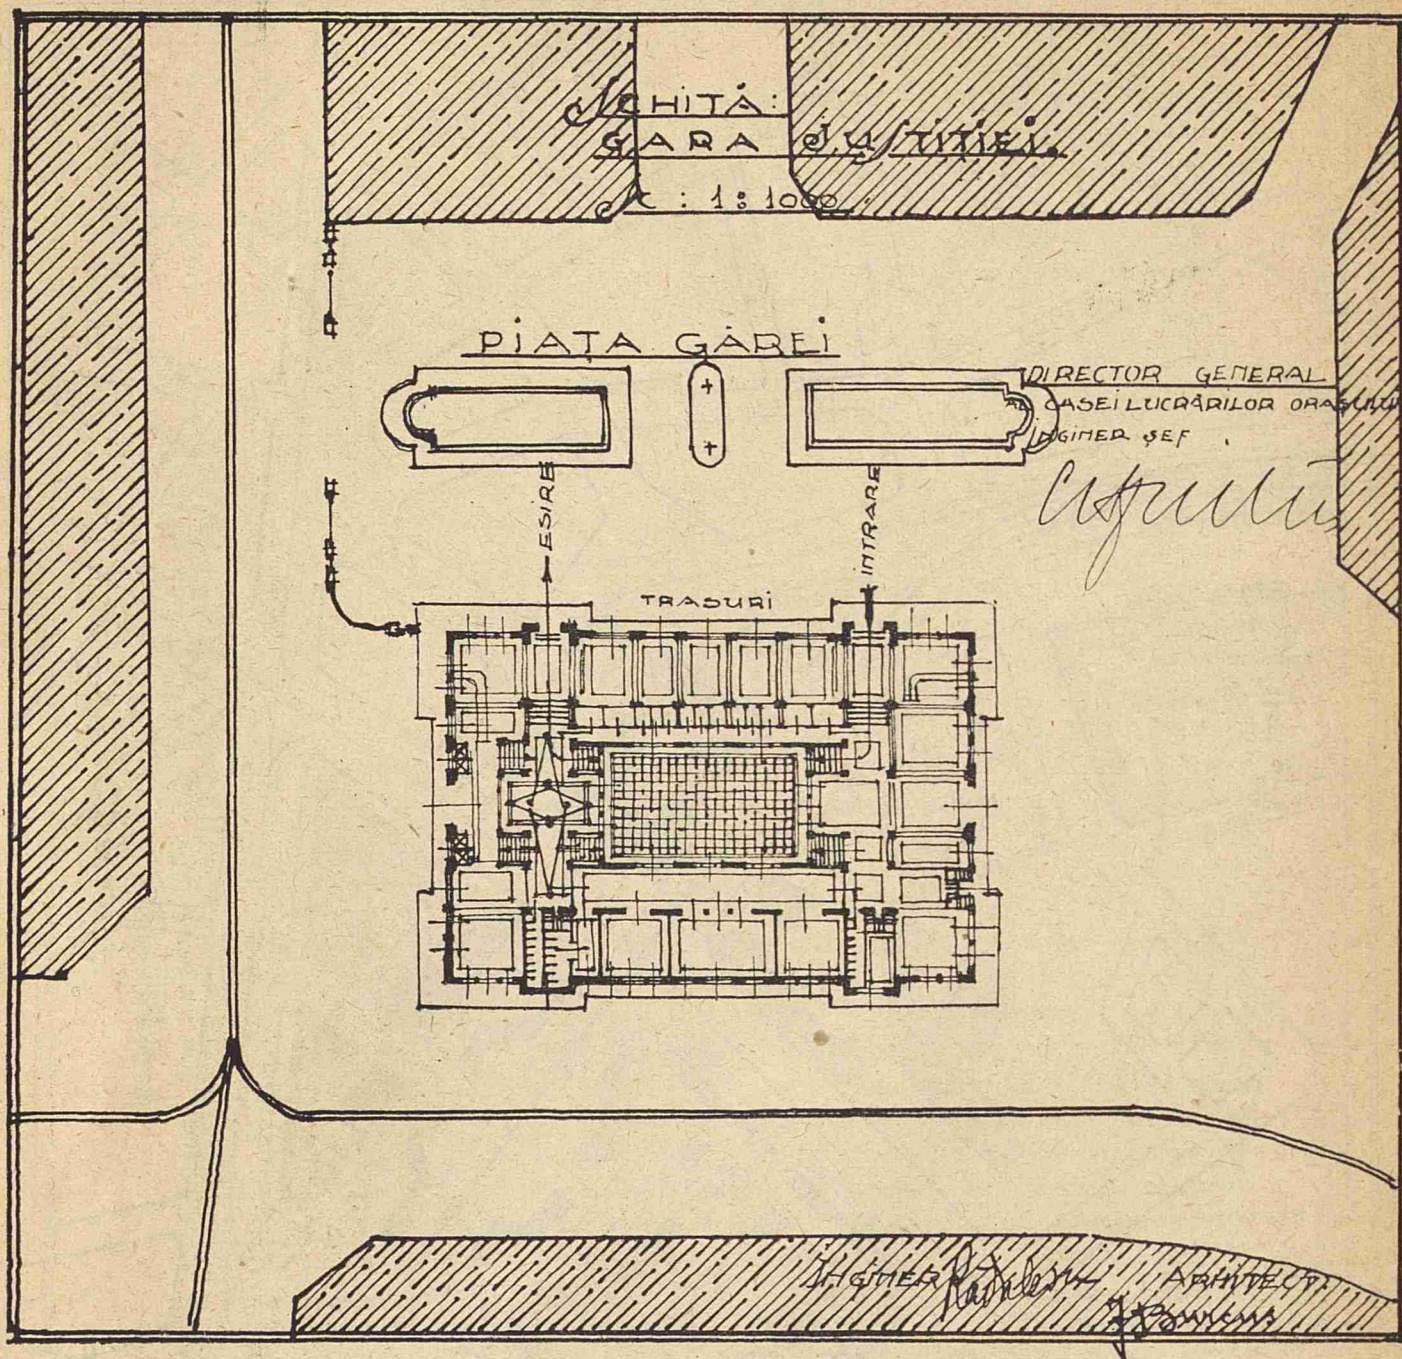 SCHIȚĂ:
GARA JUSTIȚIEI.
SC : 1:1000.
PIAȚA GĂREI
DIRECTOR GENERAL
AL CASEI LUCRĂRILOR ORAȘULUI
INGINER ȘEF.
ESIRE
INTRARE
TRASURI
INGINER
ARHITECT.